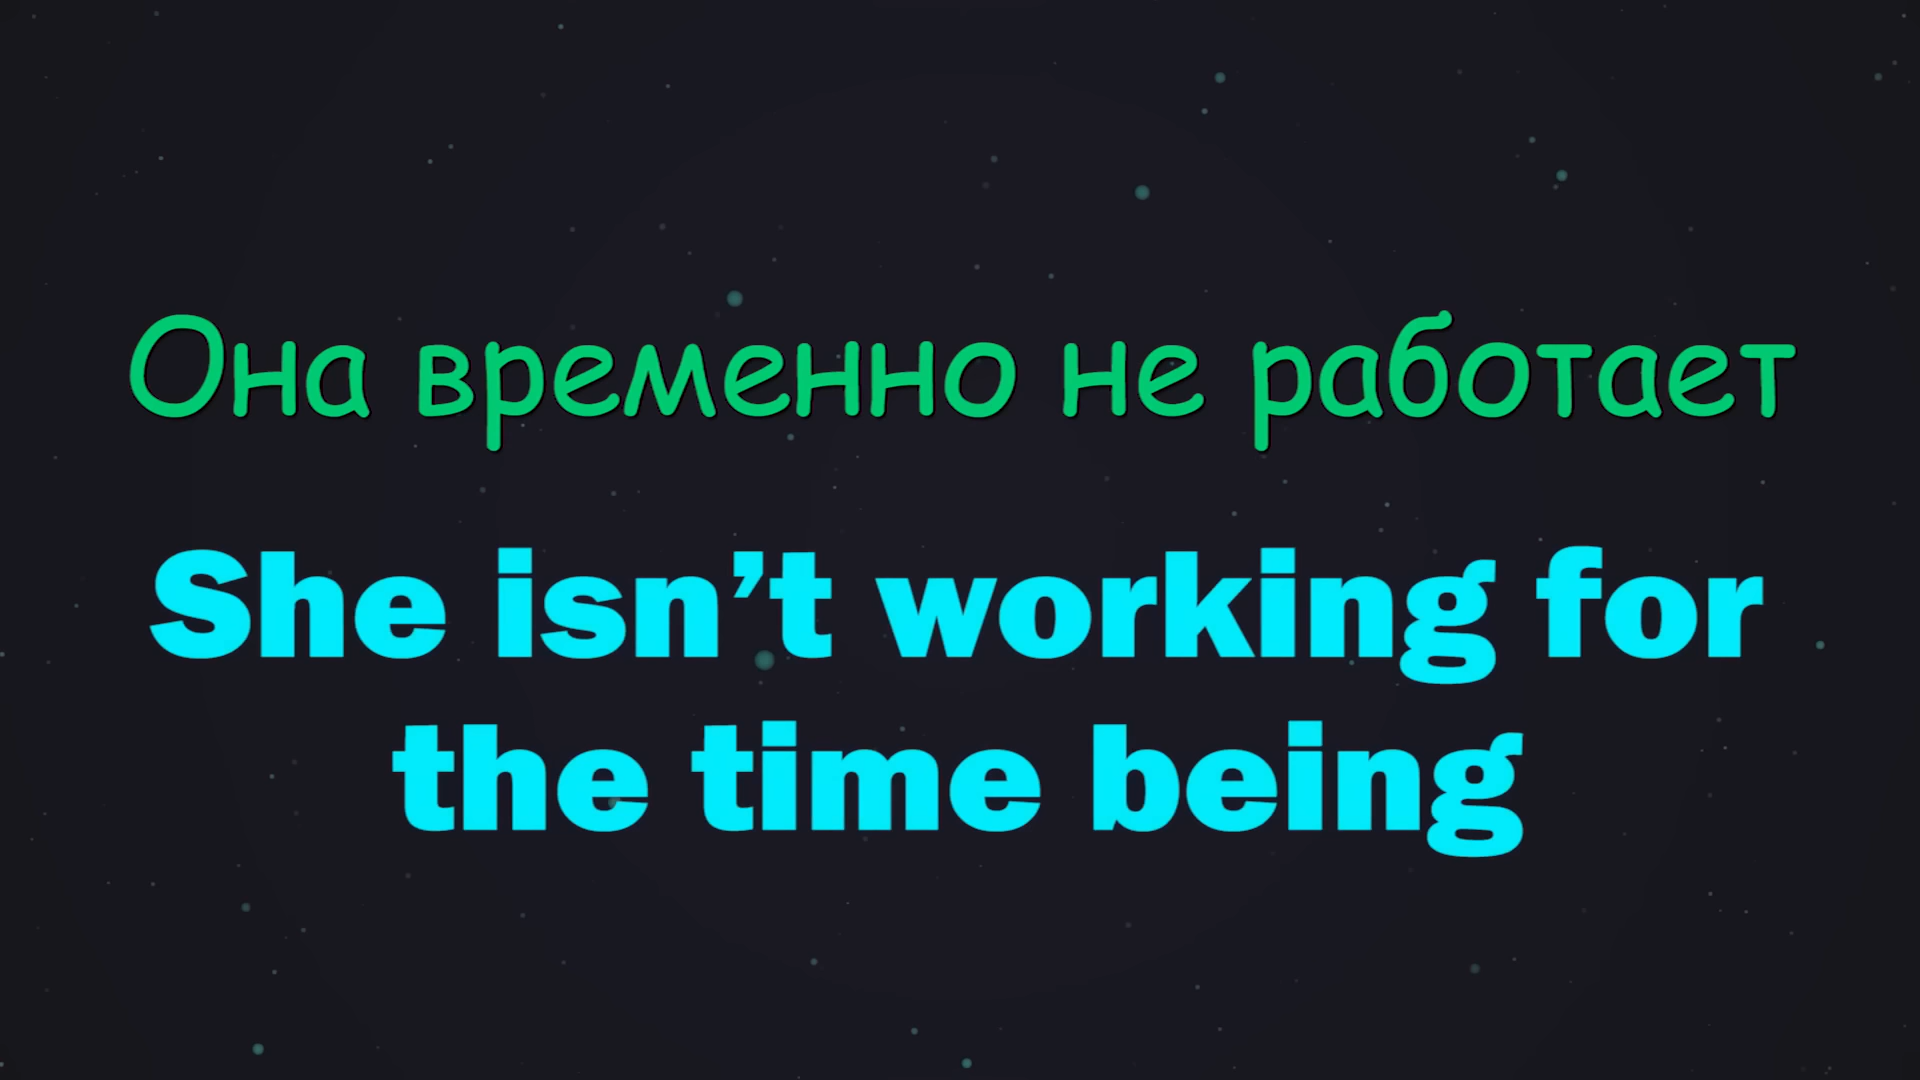 Она временно не работает
She isn’t working for
the time being